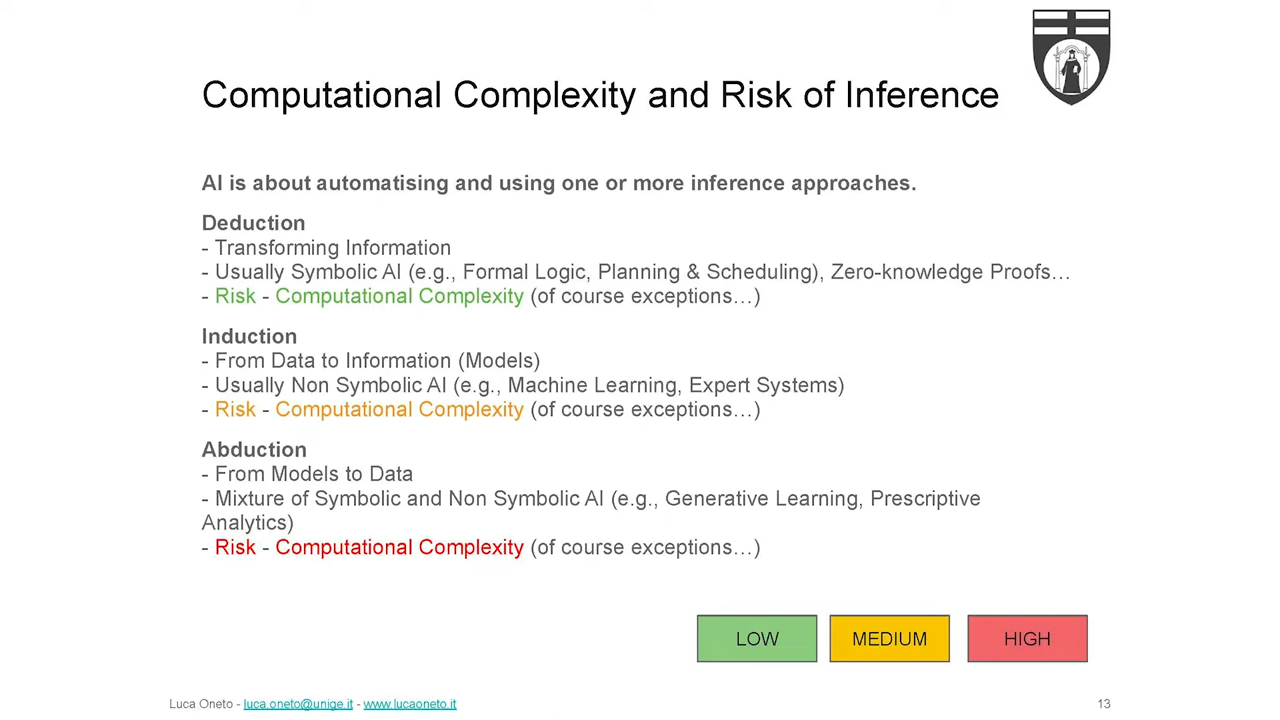 Computational Complexity and Risk of Inference
AI is about automatising and using one or more inference approaches.
Deduction
- Transforming Information
- Usually Symbolic AI (e.g., Formal Logic, Planning & Scheduling), Zero-knowledge Proofs…
- Risk - Computational Complexity (of course exceptions…)
Induction
- From Data to Information (Models)
- Usually Non Symbolic AI (e.g., Machine Learning, Expert Systems)
- Risk - Computational Complexity (of course exceptions…)
Abduction
- From Models to Data
- Mixture of Symbolic and Non Symbolic AI (e.g., Generative Learning, Prescriptive
Analytics)
- Risk - Computational Complexity (of course exceptions…)
LOW MEDIUM HIGH
Luca Oneto - luca.oneto@unige.it - www.lucaoneto.it 13